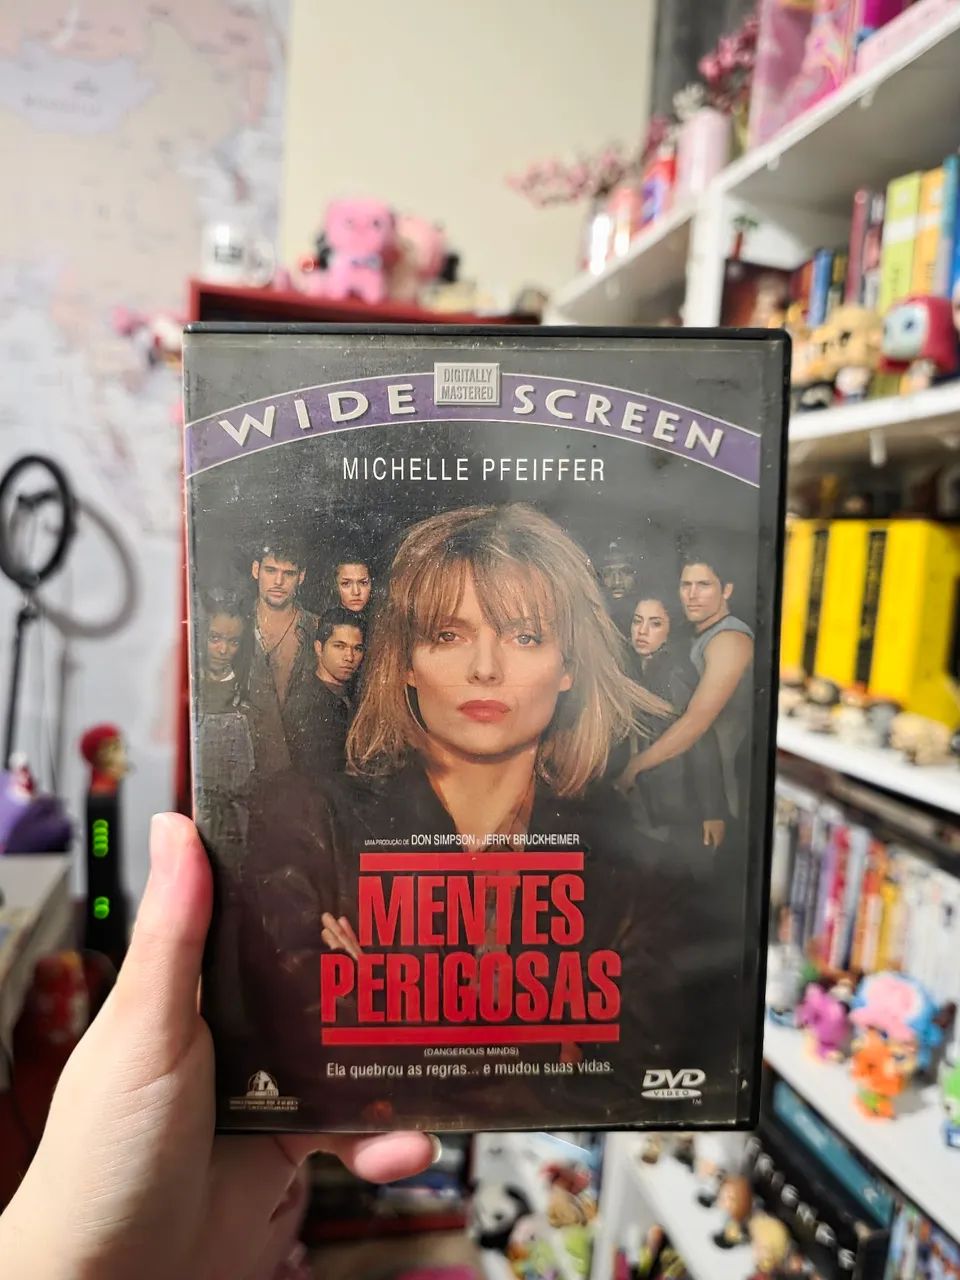 DIGITALLY
MASTERED
WIDE SCREEN
MICHELLE PFEIFFER
UMA PRODUÇÃO DE DON SIMPSON E JERRY BRUCKHEIMER
MENTES
PERIGOSAS
(DANGEROUS MINDS)
Ela quebrou as regras... e mudou suas vidas.
DVD
VIDEO
TM